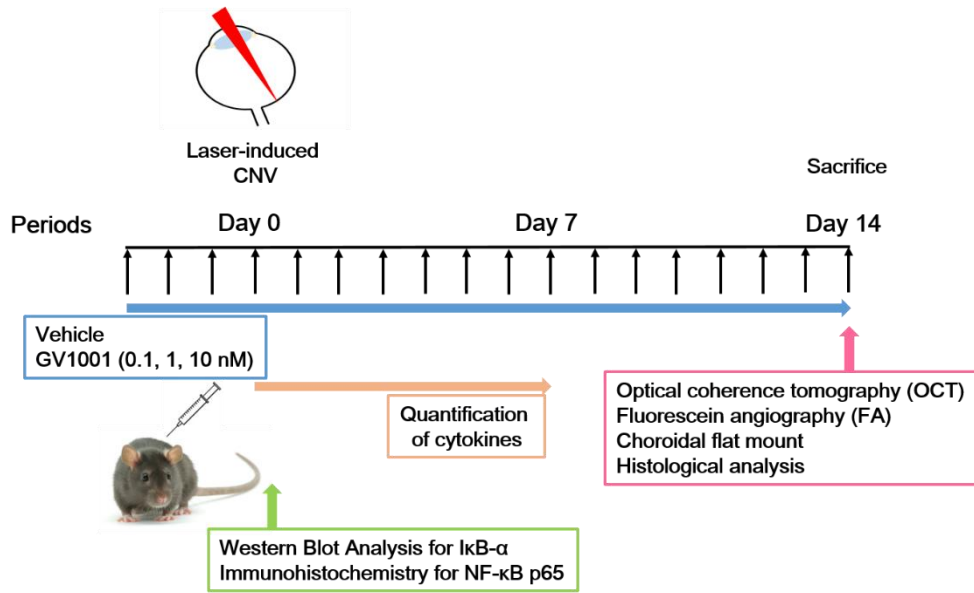 Laser-induced
CNV
Sacrifice
Periods
Day 0
Day 7
Day 14
Vehicle
GV1001 (0.1, 1, 10 nM)
Quantification
of cytokines
Optical coherence tomography (OCT)
Fluorescein angiography (FA)
Choroidal flat mount
Histological analysis
Western Blot Analysis for IκB-α
Immunohistochemistry for NF-κB p65